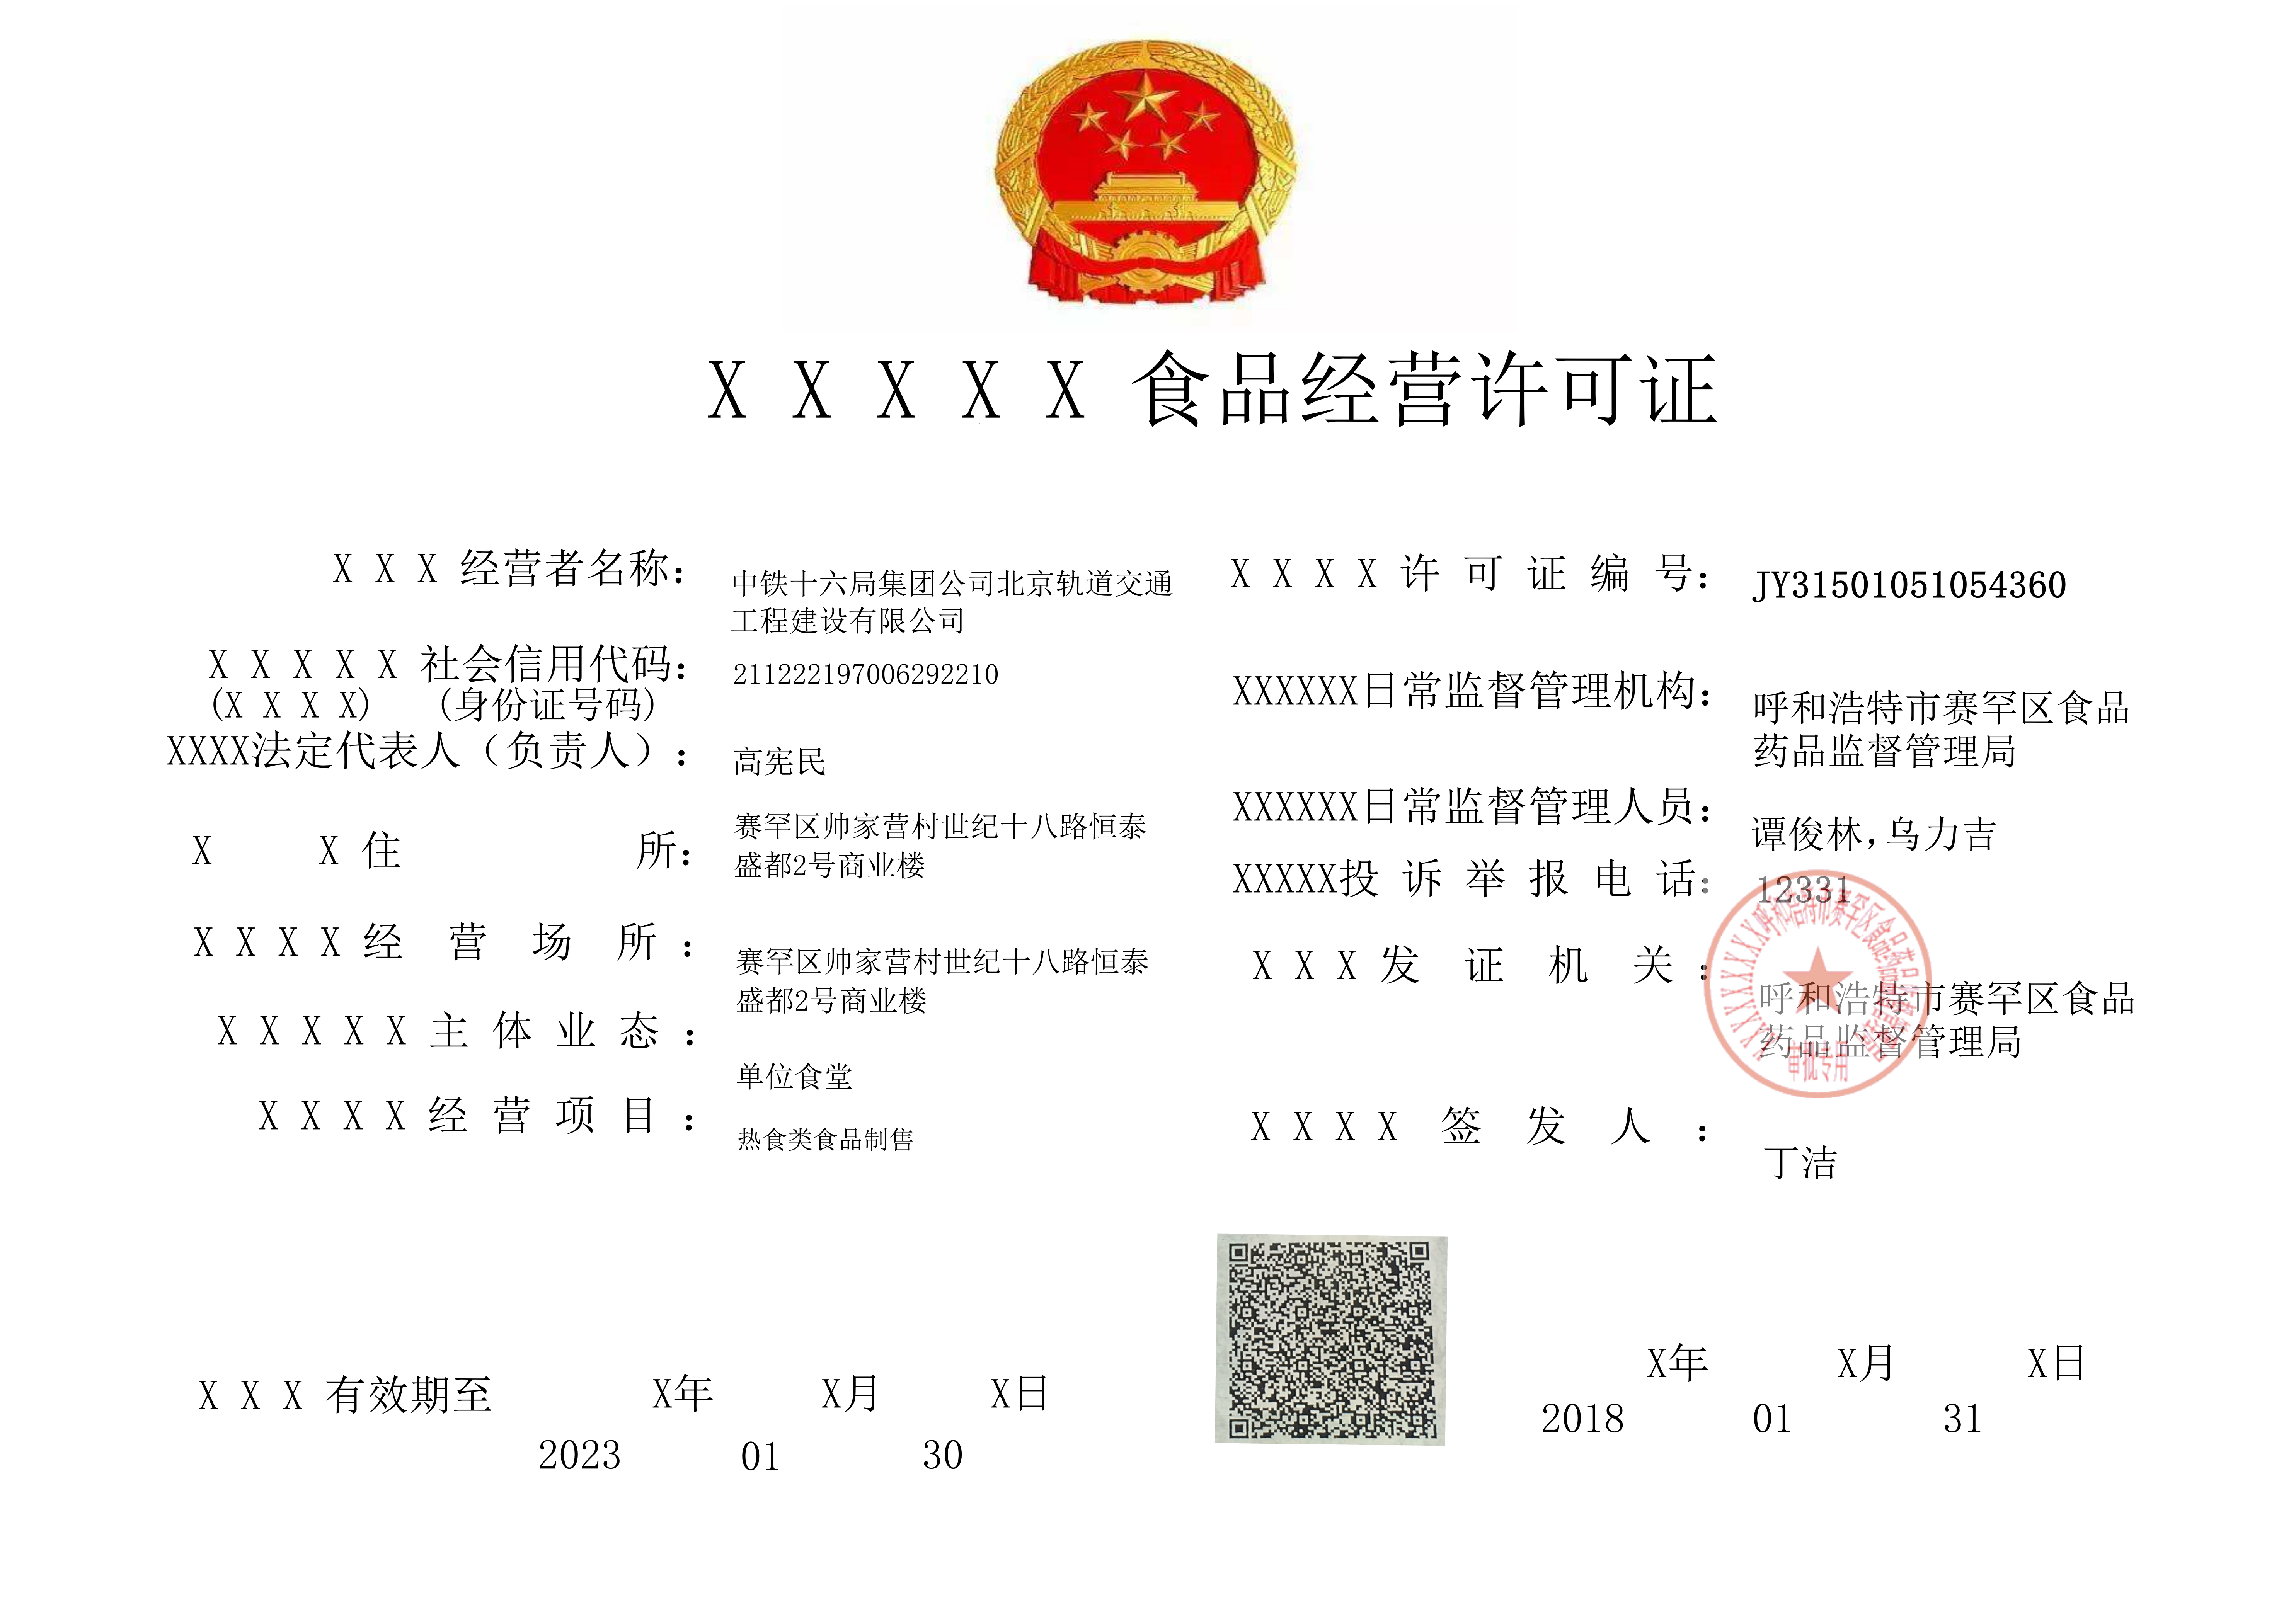 X X X X X 食品经营许可证
X X X 经营者名称：
中铁十六局集团公司北京轨道交通
工程建设有限公司
X X X X X 社会信用代码：
(X X X X) (身份证号码)
211222197006292210
XXXX法定代表人（负责人）：
高宪民
X X 住 所：
赛罕区帅家营村世纪十八路恒泰
盛都2号商业楼
X X X X 经 营 场 所 ：
赛罕区帅家营村世纪十八路恒泰
盛都2号商业楼
X X X X X 主 体 业 态 ：
单位食堂
X X X X 经 营 项 目 ：
热食类食品制售
X X X X 许 可 证 编 号：
JY31501051054360
XXXXXX日常监督管理机构：
呼和浩特市赛罕区食品
药品监督管理局
XXXXXX日常监督管理人员：
谭俊林,乌力吉
XXXXX投 诉 举 报 电 话：
12331
X X X 发 证 机 关 ：
呼和浩特市赛罕区食品
药品监督管理局
XXXXXXXX呼和浩特市赛罕区食品药品监督管理局
审批专用
X X X X 签 发 人 ：
丁洁
X X X 有效期至 X年 X月 X日
2023 01 30
X年 X月 X日
2018 01 31